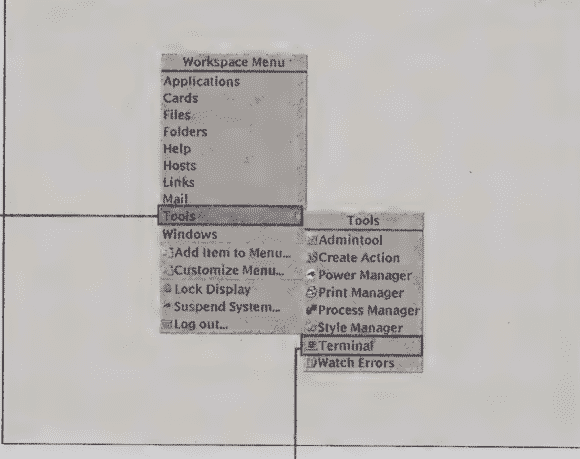 Workspace Menu
Applications
Cards
Files
Folders
Help
Hosts
Links
Mail
Tools
Windows
Add Item to Menu...
Customize Menu...
Lock Display
Suspend System...
Log out...
Tools
Admintool
Create Action
Power Manager
Print Manager
Process Manager
Style Manager
Terminal
Watch Errors